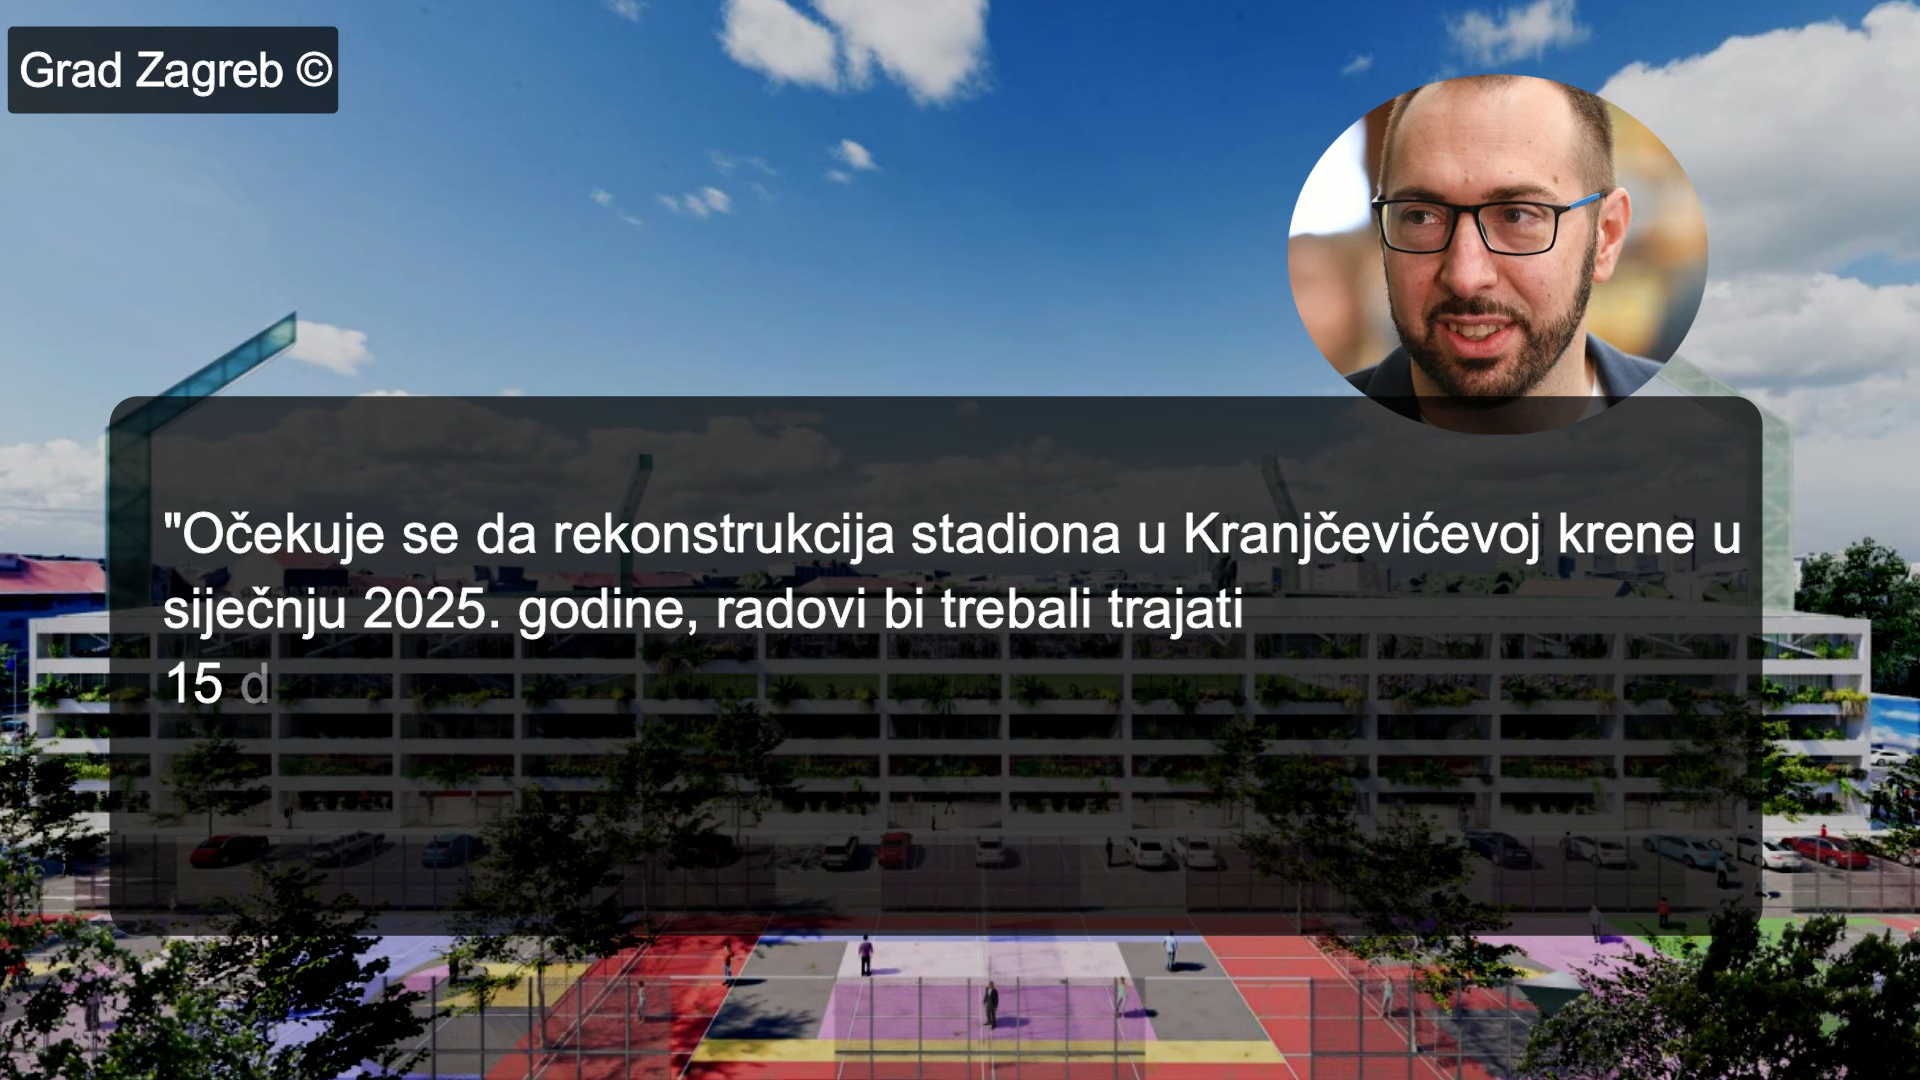 Grad Zagreb ©
"Očekuje se da rekonstrukcija stadiona u Kranjčevićevoj krene u
siječnju 2025. godine, radovi bi trebali trajati
15 d